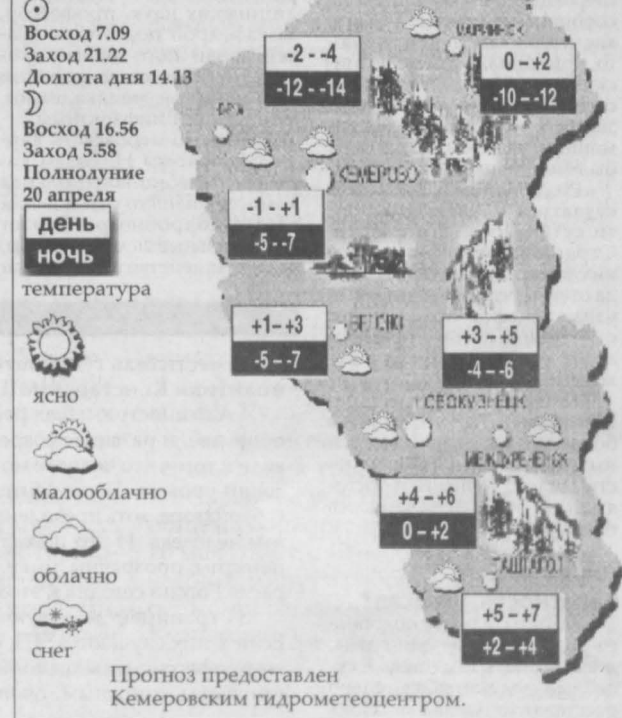 Восход 7.09
Заход 21.22
Долгота дня 14.13
Восход 16.56
Заход 5.58
Полнолуние
20 апреля
день
ночь
температура
ясно
малооблачно
облачно
снег
-2 - -4
-12 - -14
0 – +2
-10 - -12
КЕМЕРОВО
-1 - +1
-5 - -7
+1– +3
-5 - -7
+3 – +5
-4 – -6
МЕЖДУРЕЧЕНСК
+4 – +6
0 – +2
ТАШТАГОЛ
+5 – +7
+2 – +4
Прогноз предоставлен
Кемеровским гидрометеоцентром.